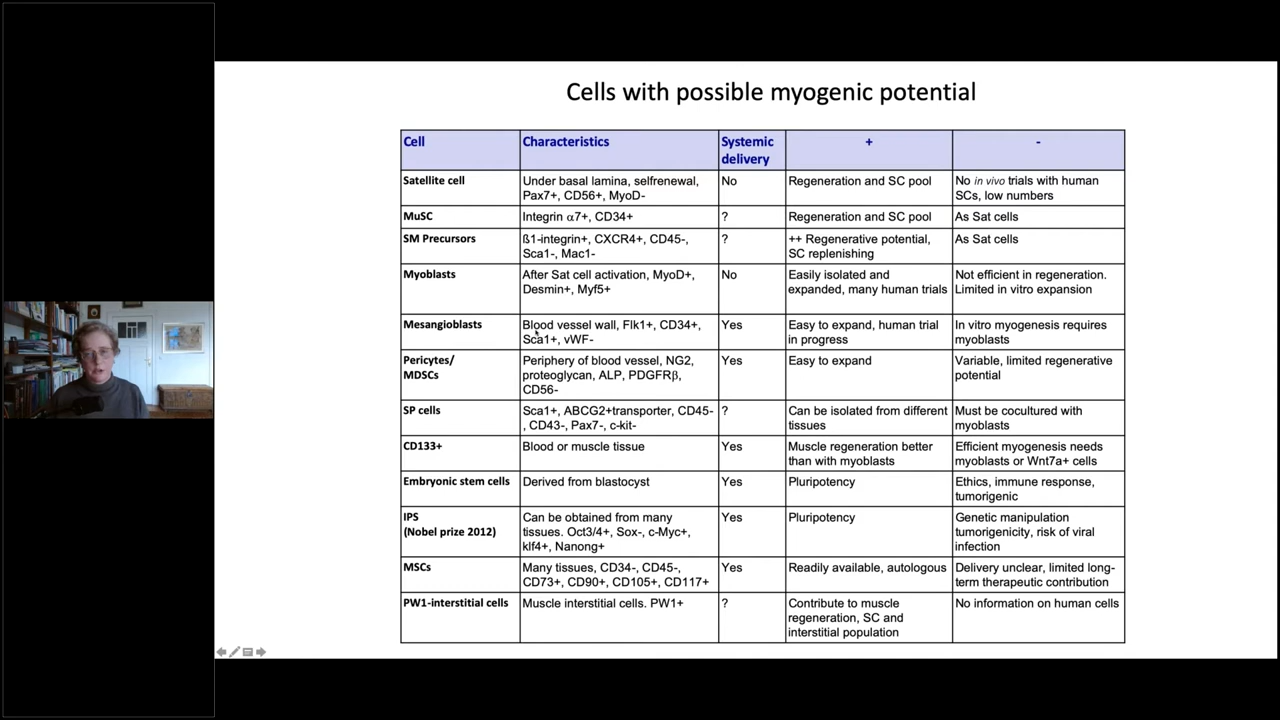 Cells with possible myogenic potential
Cell Characteristics Systemic delivery + -
Satellite cell Under basal lamina, selfrenewal, No Regeneration and SC pool No in vivo trials with human
Pax7+, CD56+, MyoD- SCs, low numbers
MuSC Integrin α7+, CD34+ ? Regeneration and SC pool As Sat cells
SM Precursors ß1-integrin+, CXCR4+, CD45-, ? ++ Regenerative potential, As Sat cells
Sca1-, Mac1- SC replenishing
Myoblasts After Sat cell activation, MyoD+, No Easily isolated and Not efficient in regeneration.
Desmin+, Myf5+ expanded, many human trials Limited in vitro expansion
Mesangioblasts Blood vessel wall, Flk1+, CD34+, Yes Easy to expand, human trial In vitro myogenesis requires
Sca1+, vWF- in progress myoblasts
Pericytes/ Periphery of blood vessel, NG2, Yes Easy to expand Variable, limited regenerative
MDSCs proteoglycan, ALP, PDGFRβ, potential
CD56-
SP cells Sca1+, ABCG2+transporter, CD45- ? Can be isolated from different Must be cocultured with
, CD43-, Pax7-, c-kit- tissues myoblasts
CD133+ Blood or muscle tissue Yes Muscle regeneration better Efficient myogenesis needs
than with myoblasts myoblasts or Wnt7a+ cells
Embryonic stem cells Derived from blastocyst Yes Pluripotency Ethics, immune response,
tumorigenic
IPS Can be obtained from many Yes Pluripotency Genetic manipulation
(Nobel prize 2012) tissues. Oct3/4+, Sox-, c-Myc+, tumorigenicity, risk of viral
klf4+, Nanong+ infection
MSCs Many tissues, CD34-, CD45-, Yes Readily available, autologous Delivery unclear, limited long-
CD73+, CD90+, CD105+, CD117+ term therapeutic contribution
PW1-interstitial cells Muscle interstitial cells. PW1+ ? Contribute to muscle No information on human cells
regeneration, SC and
interstitial population